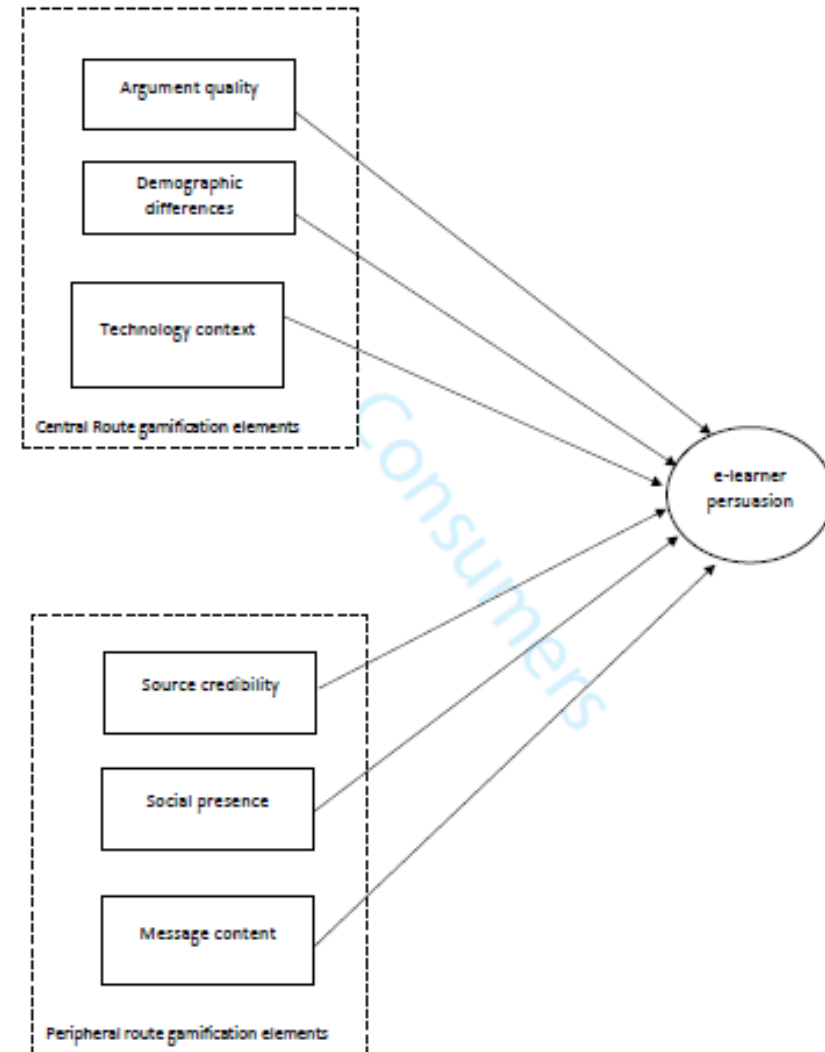 Argument quality
Demographic
differences
Technology context
Central Route gamification elements
e-learner
persuasion
Consumers
Source credibility
Social presence
Message content
Peripheral route gamification elements